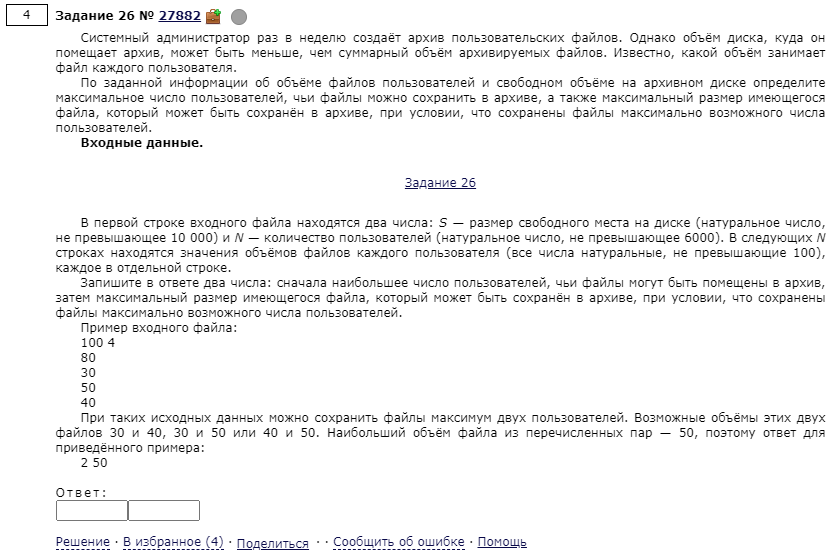 4 Задание 26 № 27882
Системный администратор раз в неделю создаёт архив пользовательских файлов. Однако объём диска, куда он
помещает архив, может быть меньше, чем суммарный объём архивируемых файлов. Известно, какой объём занимает
файл каждого пользователя.
По заданной информации об объёме файлов пользователей и свободном объёме на архивном диске определите
максимальное число пользователей, чьи файлы можно сохранить в архиве, а также максимальный размер имеющегося
файла, который может быть сохранён в архиве, при условии, что сохранены файлы максимально возможного числа
пользователей.
Входные данные.
Задание 26
В первой строке входного файла находятся два числа: S — размер свободного места на диске (натуральное число,
не превышающее 10 000) и N — количество пользователей (натуральное число, не превышающее 6000). В следующих N
строках находятся значения объёмов файлов каждого пользователя (все числа натуральные, не превышающие 100),
каждое в отдельной строке.
Запишите в ответе два числа: сначала наибольшее число пользователей, чьи файлы могут быть помещены в архив,
затем максимальный размер имеющегося файла, который может быть сохранён в архиве, при условии, что сохранены
файлы максимально возможного числа пользователей.
Пример входного файла:
100 4
80
30
50
40
При таких исходных данных можно сохранить файлы максимум двух пользователей. Возможные объёмы этих двух
файлов 30 и 40, 30 и 50 или 40 и 50. Наибольший объём файла из перечисленных пар — 50, поэтому ответ для
приведённого примера:
2 50
Ответ:
Решение · В избранное (4) · Поделиться · · Сообщить об ошибке · Помощь